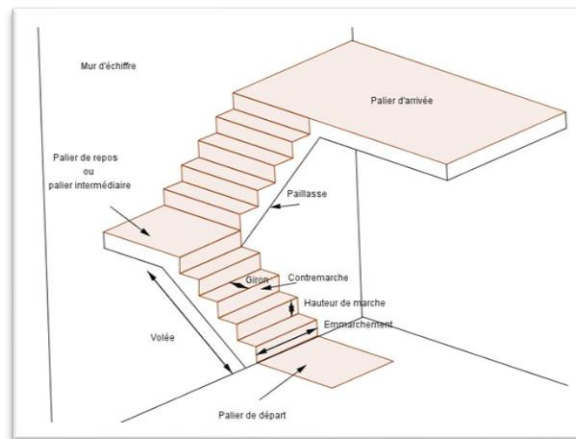 Mur d'échiffre
Palier d'arrivée
Palier de repos
ou
palier intermédiaire
Paillasse
Giron
Contremarche
Hauteur de marche
Emmarchement
Volée
Palier de départ